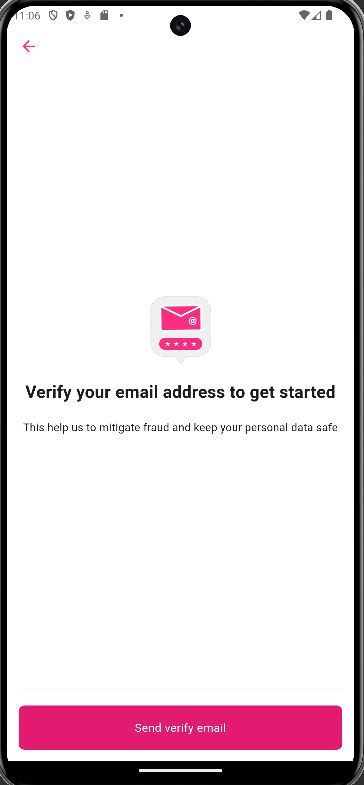 11:06
@
* * * *
Verify your email address to get started
This help us to mitigate fraud and keep your personal data safe
Send verify email